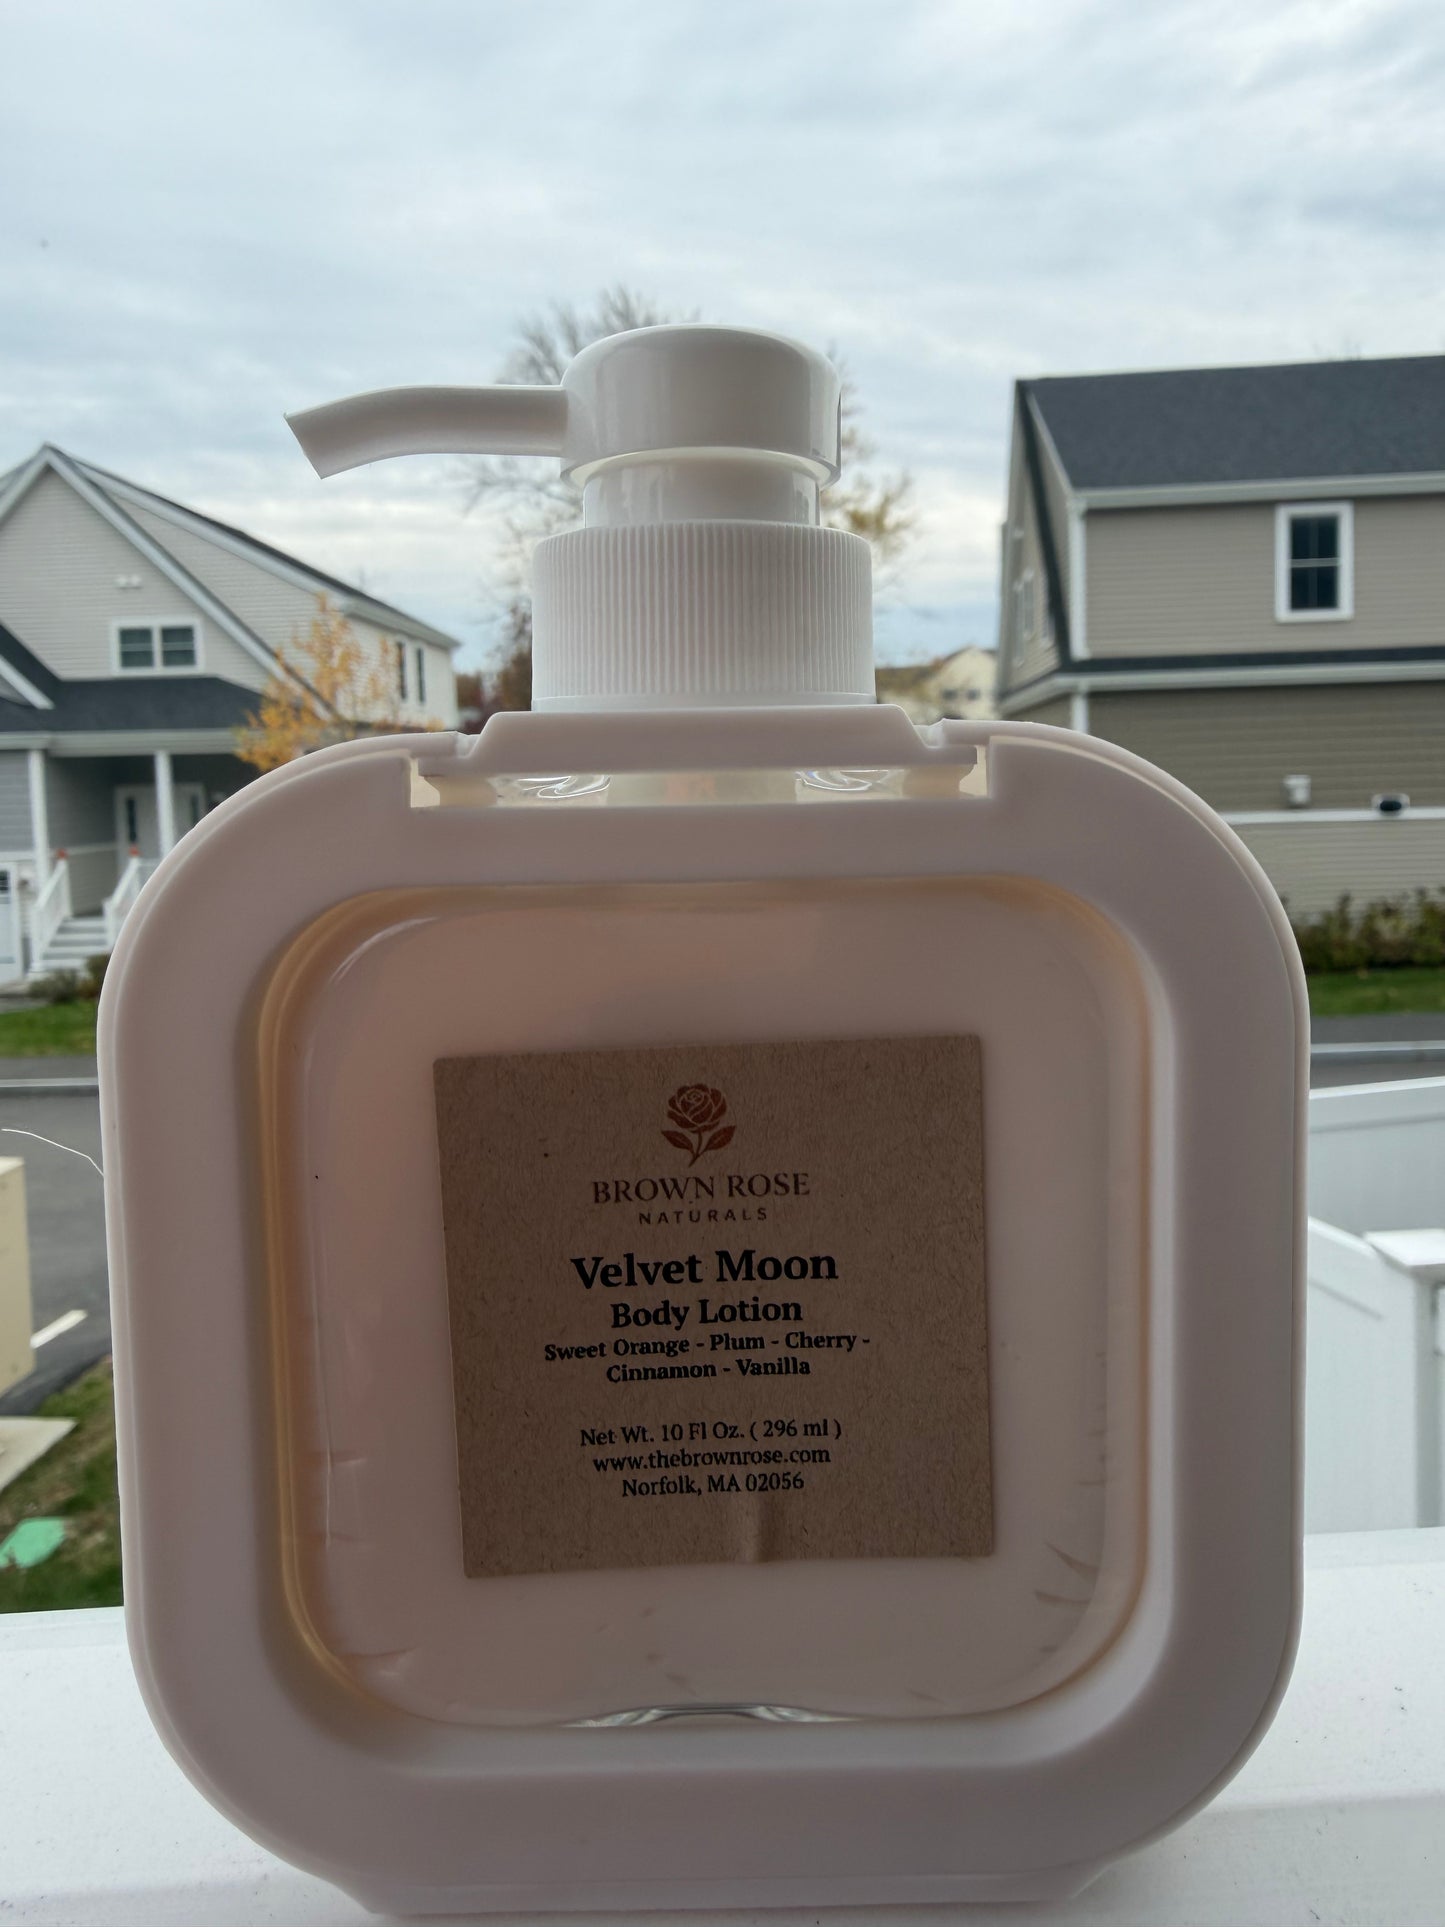 BROWN ROSE
NATURALS
Velvet Moon
Body Lotion
Sweet Orange - Plum - Cherry -
Cinnamon - Vanilla
Net Wt. 10 Fl Oz. ( 296 ml )
www.thebrownrose.com
Norfolk, MA 02056